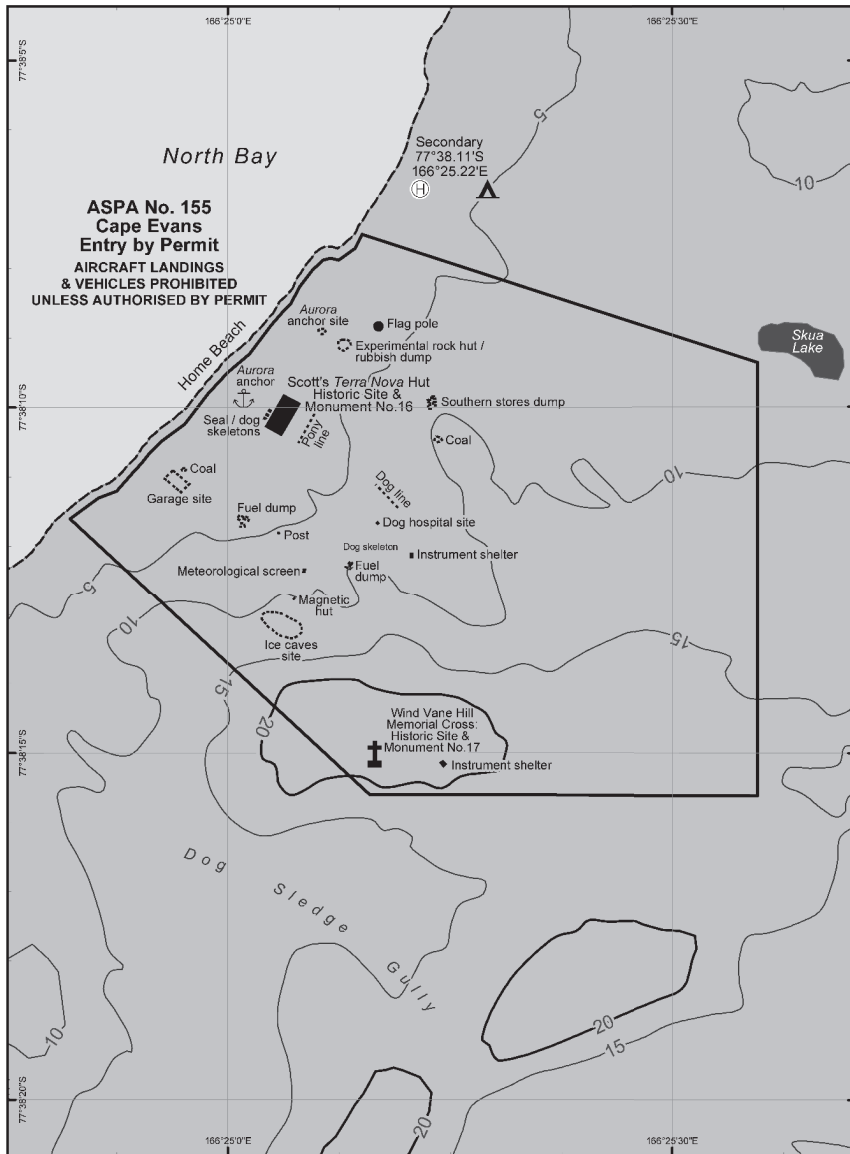 166°25'0"E
166°25'30"E
77°38'5"S
5
Secondary
77°38.11'S
166°25.22'E
H
North Bay
10
ASPA No. 155
Cape Evans
Entry by Permit
AIRCRAFT LANDINGS
& VEHICLES PROHIBITED
UNLESS AUTHORISED BY PERMIT
Aurora
anchor site
Flag pole
Skua
Lake
Experimental rock hut /
rubbish dump
Home Beach
Aurora
anchor
Scott's Terra Nova Hut
Historic Site &
Monument No.16
77°38'10"S
Southern stores dump
Seal / dog
skeletons
Pony
line
Coal
Coal
Garage site
10
Dog line
Fuel dump
Dog hospital site
Post
Dog skeleton
Instrument shelter
Meteorological screen
Fuel
dump
5
Magnetic
hut
10
Ice caves
site
15
15
20
Wind Vane Hill
Memorial Cross:
Historic Site &
Monument No.17
77°38'15"S
Instrument shelter
Dog Sledge Gully
20
15
10
77°38'20"S
20
166°25'0"E
166°25'30"E